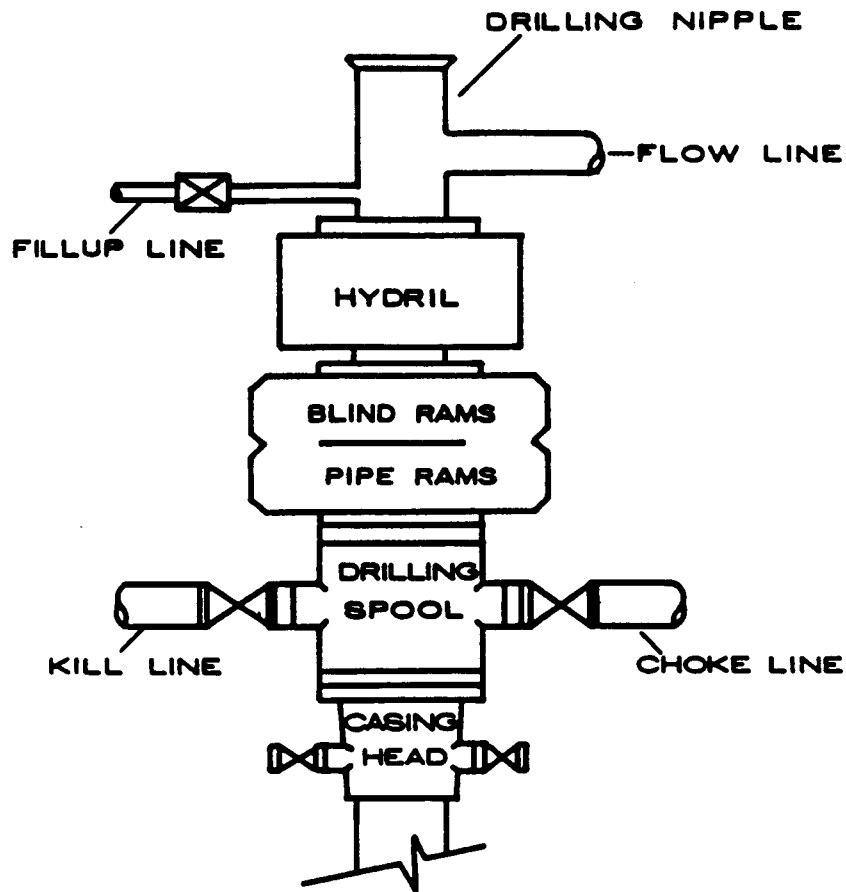 DRILLING NIPPLE
FLOW LINE
FILLUP LINE
HYDRIL
BLIND RAMS
PIPE RAMS
DRILLING
SPOOL
KILL LINE
CHOKE LINE
CASING
HEAD